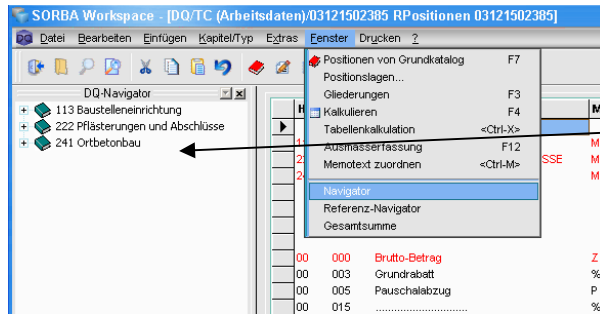 SORBA Workspace - [DQ/TC (Arbeitsdaten)/03121502385 RPositionen 03121502385]
DQ Datei Bearbeiten Einfügen Kapitel/Typ Extras Fenster Drucken ?
Positionen von Grundkatalog F7
Positionslagen...
Gliederungen F3
Kalkulieren F4
Tabellenkalkulation <Ctrl-X>
Ausmasserfassung F12
Memotext zuordnen <Ctrl-M>
Navigator
Referenz-Navigator
Gesamtsumme
DQ-Navigator
113 Baustelleneinrichtung
222 Pflästerungen und Abschlüsse
241 Ortbetonbau
H M
M
SSE M
M
00 000 Brutto-Betrag Z
00 003 Grundrabatt %
00 005 Pauschalabzug P
00 015 ............................ %